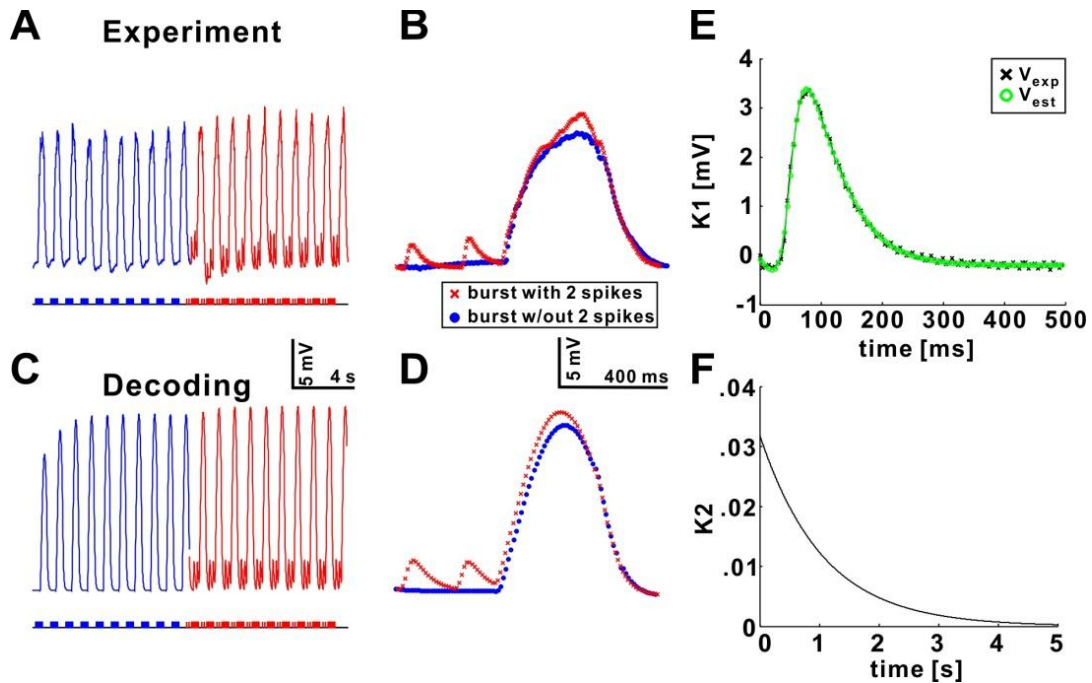 A
Experiment
B
× burst with 2 spikes
● burst w/out 2 spikes
C
Decoding
5 mV
4 s
D
5 mV
400 ms
E
4
3
2
1
0
-1
K1 [mV]
× Vexp
o Vest
0 100 200 300 400 500
time [ms]
F
.04
.03
.02
.01
0
K2
0 1 2 3 4 5
time [s]